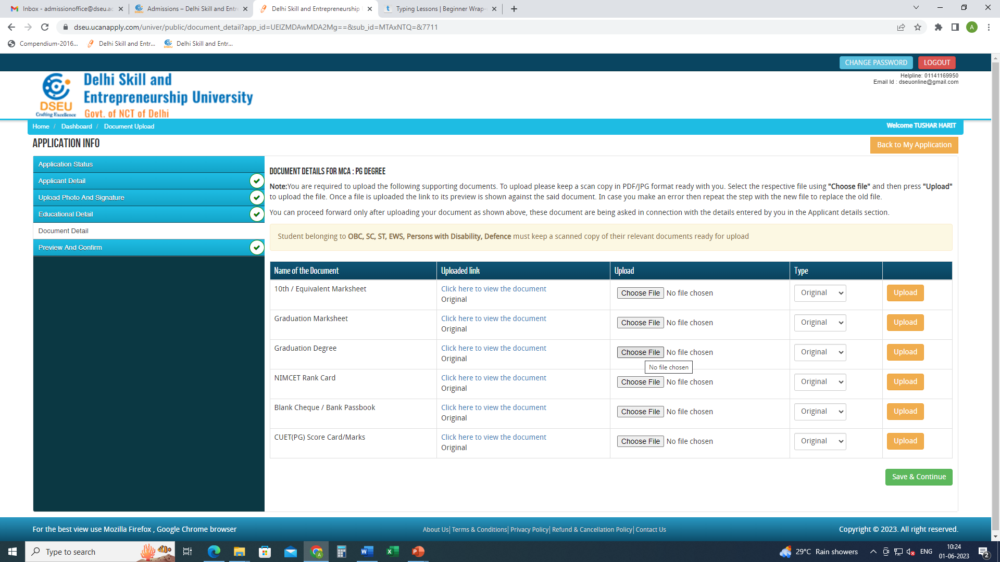 Inbox - admissionoffice@dseu.ac
Admissions – Delhi Skill and Entr
Delhi Skill and Entrepreneurship
Typing Lessons | Beginner Wrap-
dseu.ucanapply.com/univer/public/document_detail?app_id=UElZMDAwMDA2Mg==&sub_id=MTAxNTQ=&7711
A
Compendium-2016...
Delhi Skill and Entr...
Delhi Skill and Entr...
CHANGE PASSWORD
LOGOUT
Helpline: 01141169950
Email Id : dseuonline@gmail.com
DSEU
Crafting Excellence
Delhi Skill and
Entrepreneurship University
Govt. of NCT of Delhi
Home / Dashboard / Document Upload
Welcome TUSHAR HARIT
APPLICATION INFO
Back to My Application
Application Status
Applicant Detail
Upload Photo And Signature
Educational Detail
Document Detail
Preview And Confirm
DOCUMENT DETAILS FOR MCA : PG DEGREE
Note:You are required to upload the following supporting documents. To upload please keep a scan copy in PDF/JPG format ready with you. Select the respective file using "Choose file" and then press "Upload"
to upload the file. Once a file is uploaded the link to its preview is shown against the said document. In case you make an error then repeat the step with the new file to replace the old file.
You can proceed forward only after uploading your document as shown above, these document are being asked in connection with the details entered by you in the Applicant details section.
Student belonging to OBC, SC, ST, EWS, Persons with Disability, Defence must keep a scanned copy of their relevant documents ready for upload
Name of the Document Uploaded link Upload Type
10th / Equivalent Marksheet Click here to view the document Choose File No file chosen Original Upload
Original
Graduation Marksheet Click here to view the document Choose File No file chosen Original Upload
Original
Graduation Degree Click here to view the document Choose File No file chosen Original Upload
Original
No file chosen
NIMCET Rank Card Click here to view the document Choose File No file chosen Original Upload
Original
Blank Cheque / Bank Passbook Click here to view the document Choose File No file chosen Original Upload
Original
CUET(PG) Score Card/Marks Click here to view the document Choose File No file chosen Original Upload
Original
Save & Continue
For the best view use Mozilla Firefox , Google Chrome browser
About Us| Terms & Conditions| Privacy Policy| Refund & Cancellation Policy| Contact Us
Copyright © 2023. All right reserved.
Type to search
29°C Rain showers
ENG
10:24
01-06-2023
2